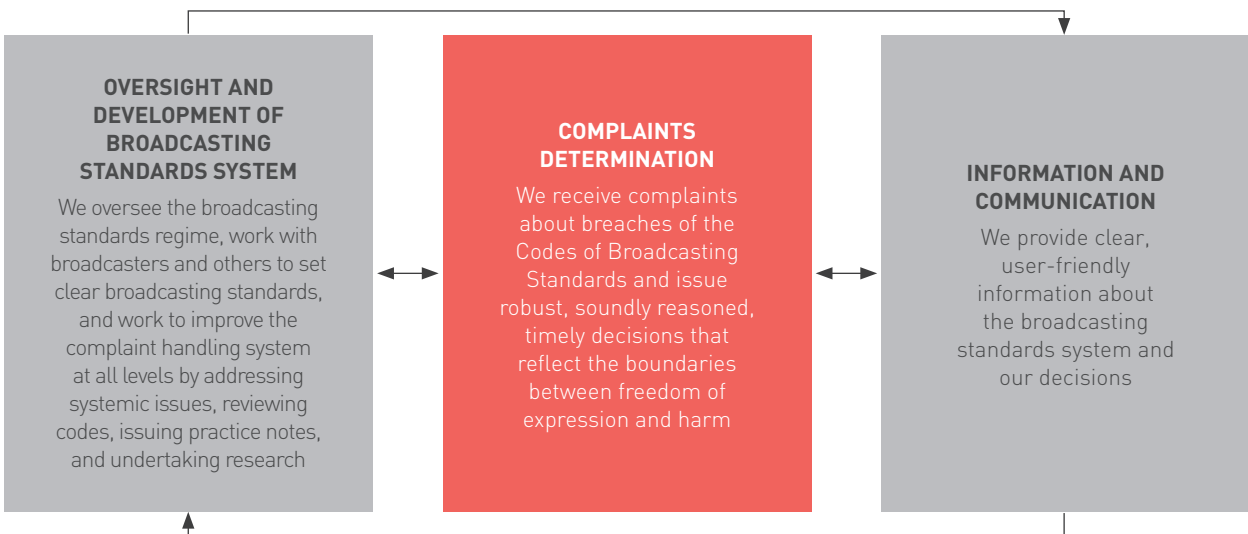 OVERSIGHT AND
DEVELOPMENT OF
BROADCASTING
STANDARDS SYSTEM
We oversee the broadcasting
standards regime, work with
broadcasters and others to set
clear broadcasting standards,
and work to improve the
complaint handling system
at all levels by addressing
systemic issues, reviewing
codes, issuing practice notes,
and undertaking research
COMPLAINTS
DETERMINATION
We receive complaints
about breaches of the
Codes of Broadcasting
Standards and issue
robust, soundly reasoned,
timely decisions that
reflect the boundaries
between freedom of
expression and harm
INFORMATION AND
COMMUNICATION
We provide clear,
user-friendly
information about
the broadcasting
standards system and
our decisions